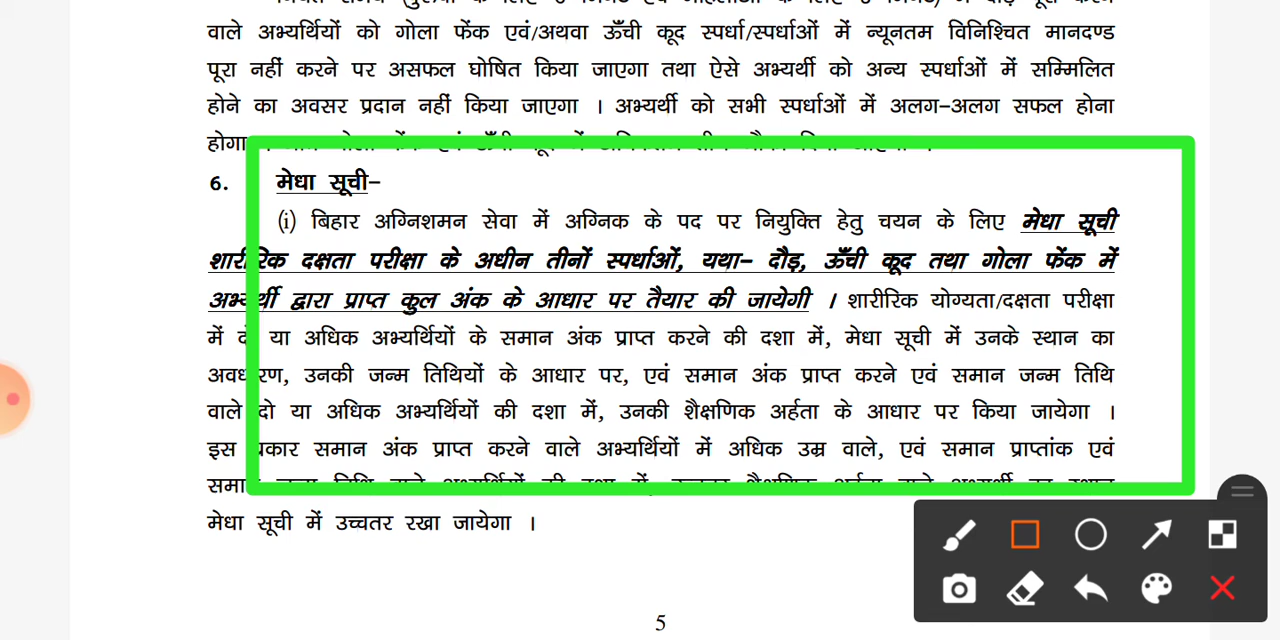 वाले अभ्यर्थियों को गोला फेंक एवं/अथवा ऊँची कूद स्पर्धा/स्पर्धाओं में न्यूनतम विनिश्चित मानदण्ड
पूरा नहीं करने पर असफल घोषित किया जाएगा तथा ऐसे अभ्यर्थी को अन्य स्पर्धाओं में सम्मिलित
होने का अवसर प्रदान नहीं किया जाएगा । अभ्यर्थी को सभी स्पर्धाओं में अलग-अलग सफल होना
होगा
6. मेधा सूची-
(i) बिहार अग्निशमन सेवा में अग्निक के पद पर नियुक्ति हेतु चयन के लिए मेधा सूची
शारीरिक दक्षता परीक्षा के अधीन तीनों स्पर्धाओं, यथा- दौड़, ऊँची कूद तथा गोला फेंक में
अभ्यर्थी द्वारा प्राप्त कुल अंक के आधार पर तैयार की जायेगी । शारीरिक योग्यता/दक्षता परीक्षा
में दो या अधिक अभ्यर्थियों के समान अंक प्राप्त करने की दशा में, मेधा सूची में उनके स्थान का
अवधारण, उनकी जन्म तिथियों के आधार पर, एवं समान अंक प्राप्त करने एवं समान जन्म तिथि
वाले दो या अधिक अभ्यर्थियों की दशा में, उनकी शैक्षणिक अर्हता के आधार पर किया जायेगा ।
इस प्रकार समान अंक प्राप्त करने वाले अभ्यर्थियों में अधिक उम्र वाले, एवं समान प्राप्तांक एवं
मेधा सूची में उच्चतर रखा जायेगा ।
5